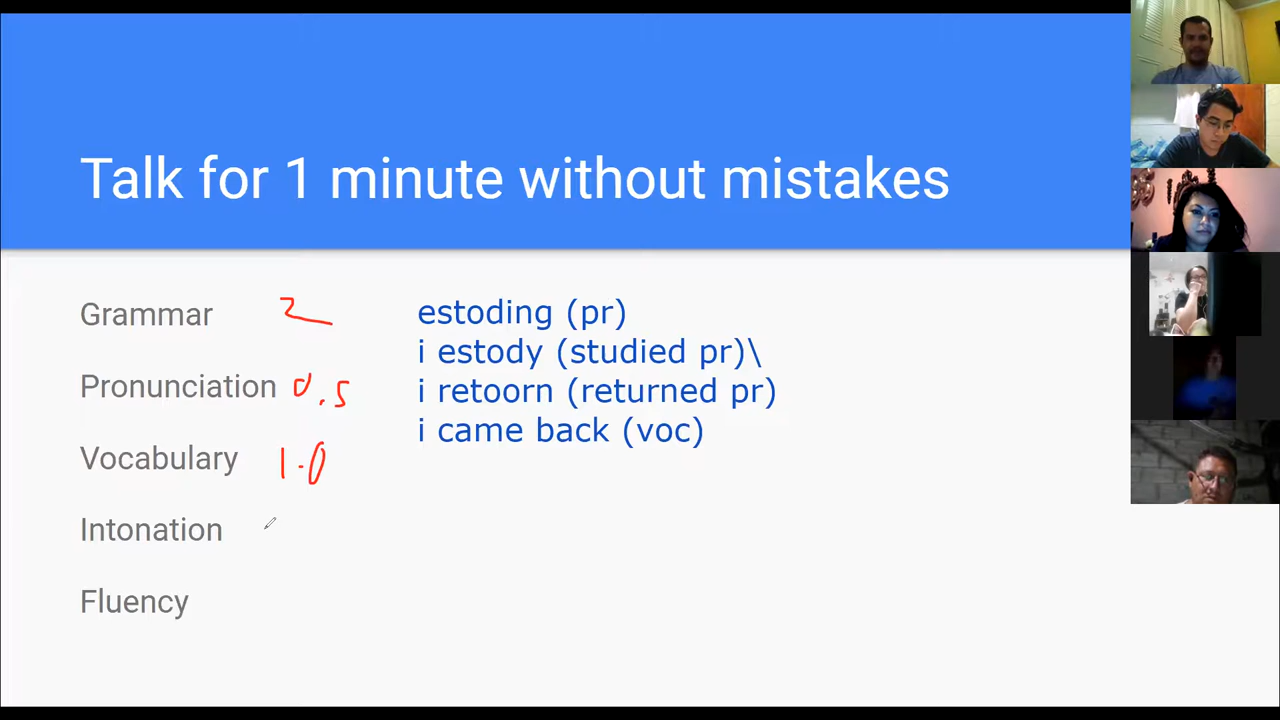 Talk for 1 minute without mistakes
Grammar 2
Pronunciation 0.5
Vocabulary 1.0
Intonation
Fluency
estoding (pr)
i estody (studied pr)\
i retoorn (returned pr)
i came back (voc)